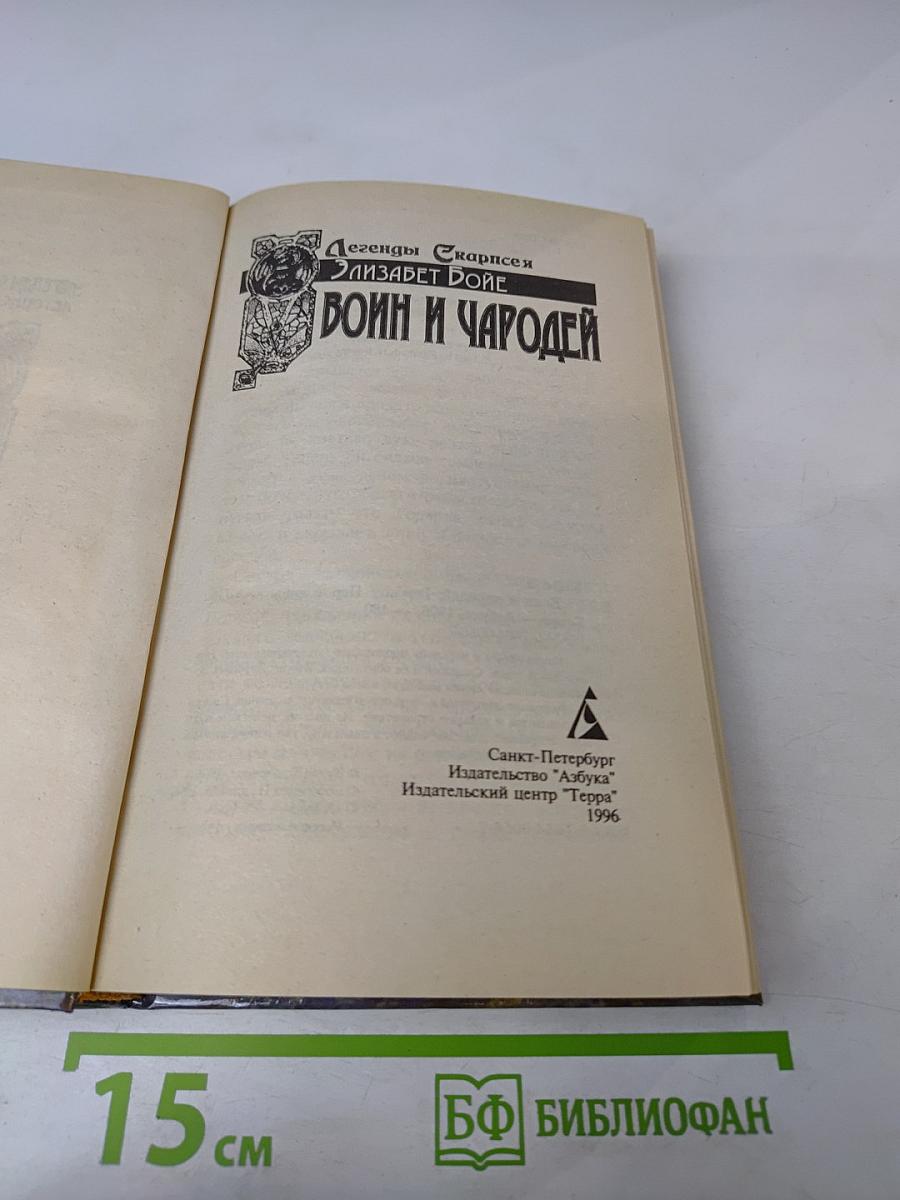 Легенды Скарпсея
Элизабет Бойе
ВОИН И ЧАРОДЕЙ
Санкт-Петербург
Издательство "Азбука"
Издательский центр "Терра"
1996
15 см
БФ БИБЛИОФАН